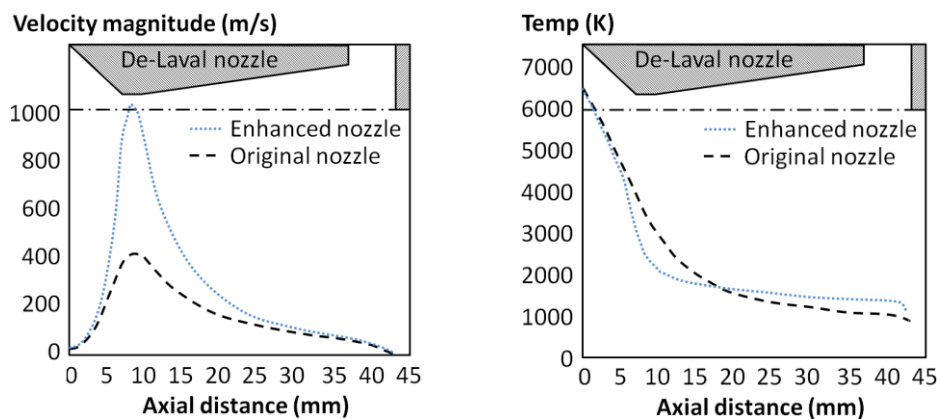 Velocity magnitude (m/s)
De-Laval nozzle
1000
Enhanced nozzle
800
Original nozzle
600
400
200
0
0 5 10 15 20 25 30 35 40 45
Axial distance (mm)
Temp (K)
7000
De-Laval nozzle
6000
Enhanced nozzle
5000
Original nozzle
4000
3000
2000
1000
0
0 5 10 15 20 25 30 35 40 45
Axial distance (mm)